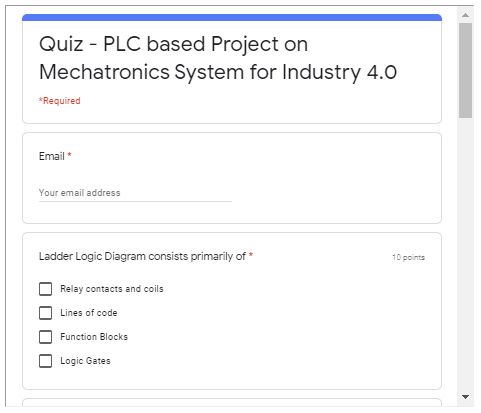 Quiz - PLC based Project on
Mechatronics System for Industry 4.0
*Required
Email *
Your email address
Ladder Logic Diagram consists primarily of *
10 points
Relay contacts and coils
Lines of code
Function Blocks
Logic Gates